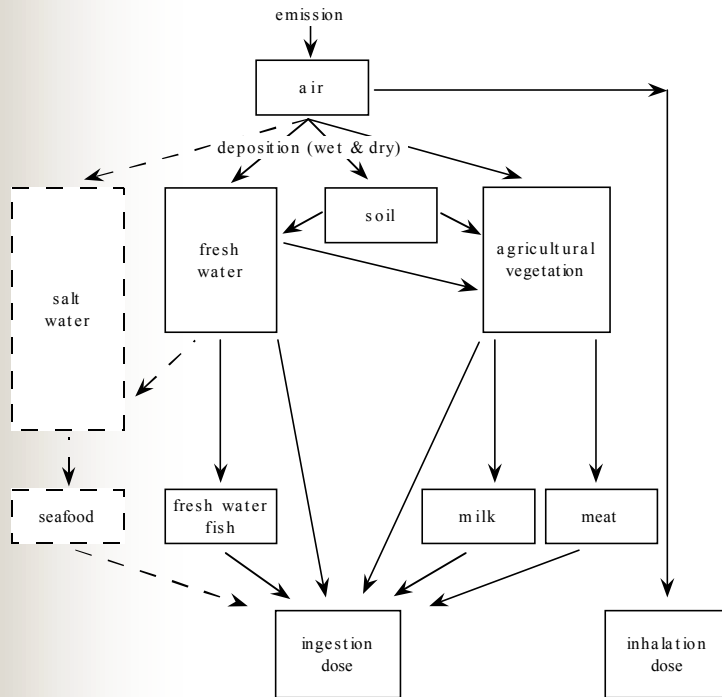 emission
air
deposition (wet & dry)
soil
fresh
water
agricultural
vegetation
salt
water
seafood
fresh water
fish
milk
meat
ingestion
dose
inhalation
dose